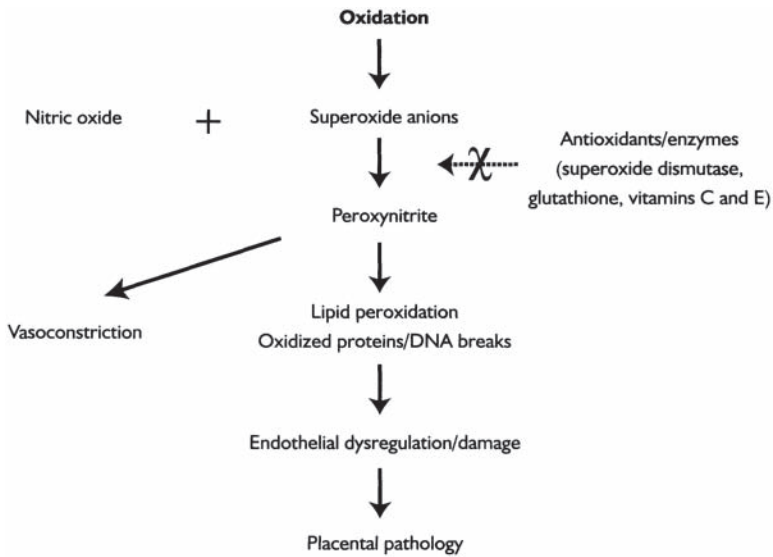 Oxidation
Nitric oxide + Superoxide anions
Antioxidants/enzymes
(superoxide dismutase,
glutathione, vitamins C and E)
Peroxynitrite
Vasoconstriction
Lipid peroxidation
Oxidized proteins/DNA breaks
Endothelial dysregulation/damage
Placental pathology